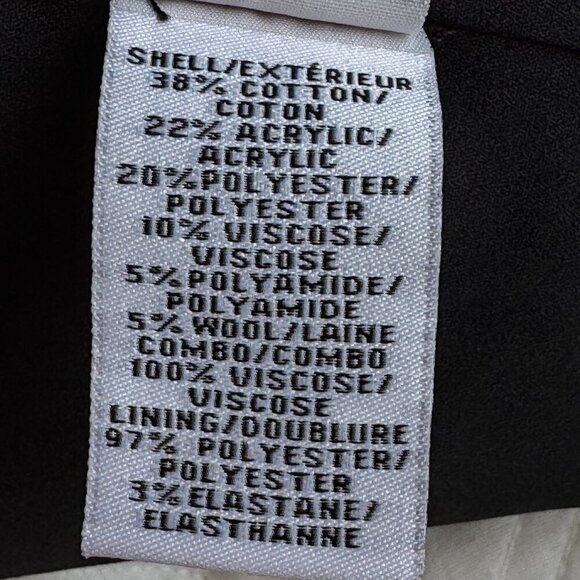 SHELL/EXTÉRIEUR
38% COTTON/
COTON
22% ACRYLIC/
ACRYLIC
20%POLYESTER/
POLYESTER
10% VISCOSE/
VISCOSE
5%POLYAMIDE/
POLYAMIDE
5% WOOL/LAINE
COMBO/COMBO
100% VISCOSE/
VISCOSE
LINING/DOUBLURE
97% POLYESTER/
POLYESTER
3%ELASTANE/
ELASTHANNE